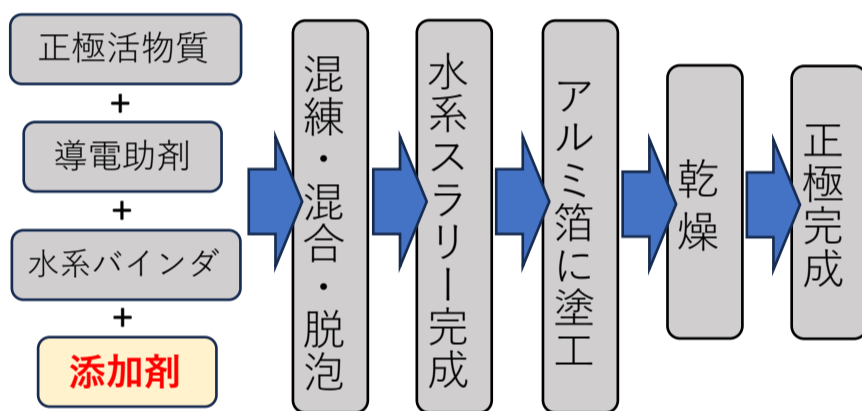 正極活物質
+
導電助剤
+
水系バインダ
+
添加剤
混練・混合・脱泡
水系スラリー完成
アルミ箔に塗工
乾燥
正極完成